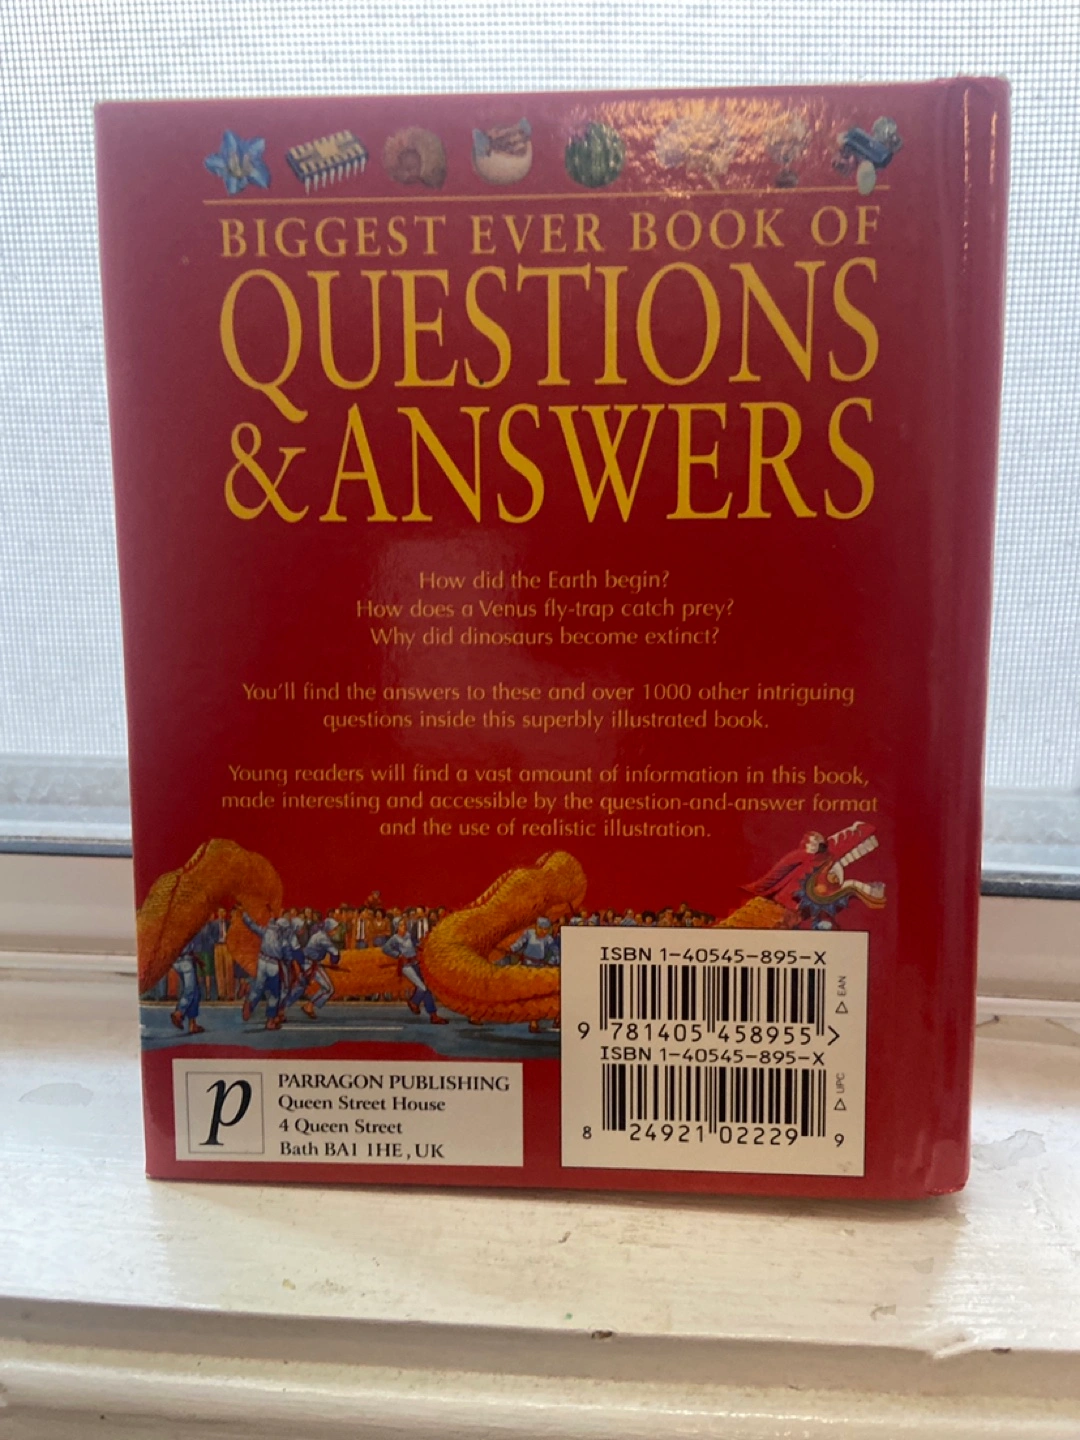 BIGGEST EVER BOOK OF
QUESTIONS
& ANSWERS
How did the Earth begin?
How does a Venus fly-trap catch prey?
Why did dinosaurs become extinct?
You'll find the answers to these and over 1000 other intriguing
questions inside this superbly illustrated book.
Young readers will find a vast amount of information in this book,
made interesting and accessible by the question-and-answer format
and the use of realistic illustration.
p
PARRAGON PUBLISHING
Queen Street House
4 Queen Street
Bath BA1 1HE, UK
ISBN 1-40545-895-X
9 781405 458955 >
EAN
ISBN 1-40545-895-X
8 24921 02229 9
UPC